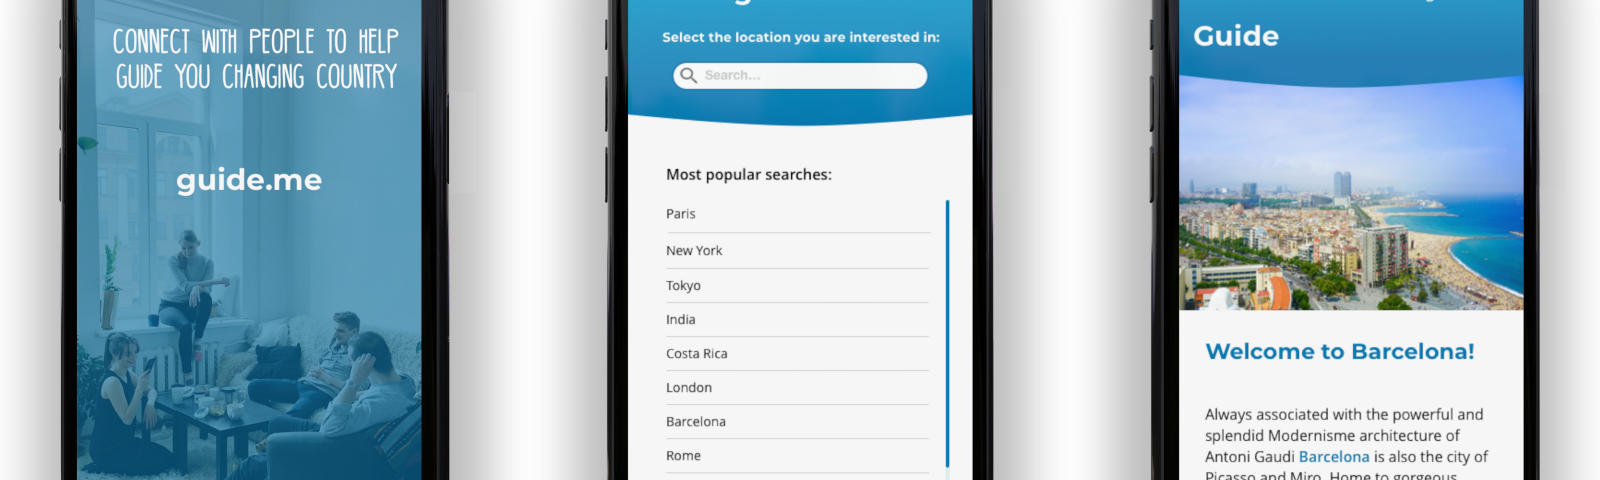 CONNECT WITH PEOPLE TO HELP
GUIDE YOU CHANGING COUNTRY
guide.me
Select the location you are interested in:
Search...
Most popular searches:
Paris
New York
Tokyo
India
Costa Rica
London
Barcelona
Rome
Guide
Welcome to Barcelona!
Always associated with the powerful and
splendid Modernisme architecture of
Antoni Gaudi Barcelona is also the city of
Picasso and Miro. Home to gorgeous